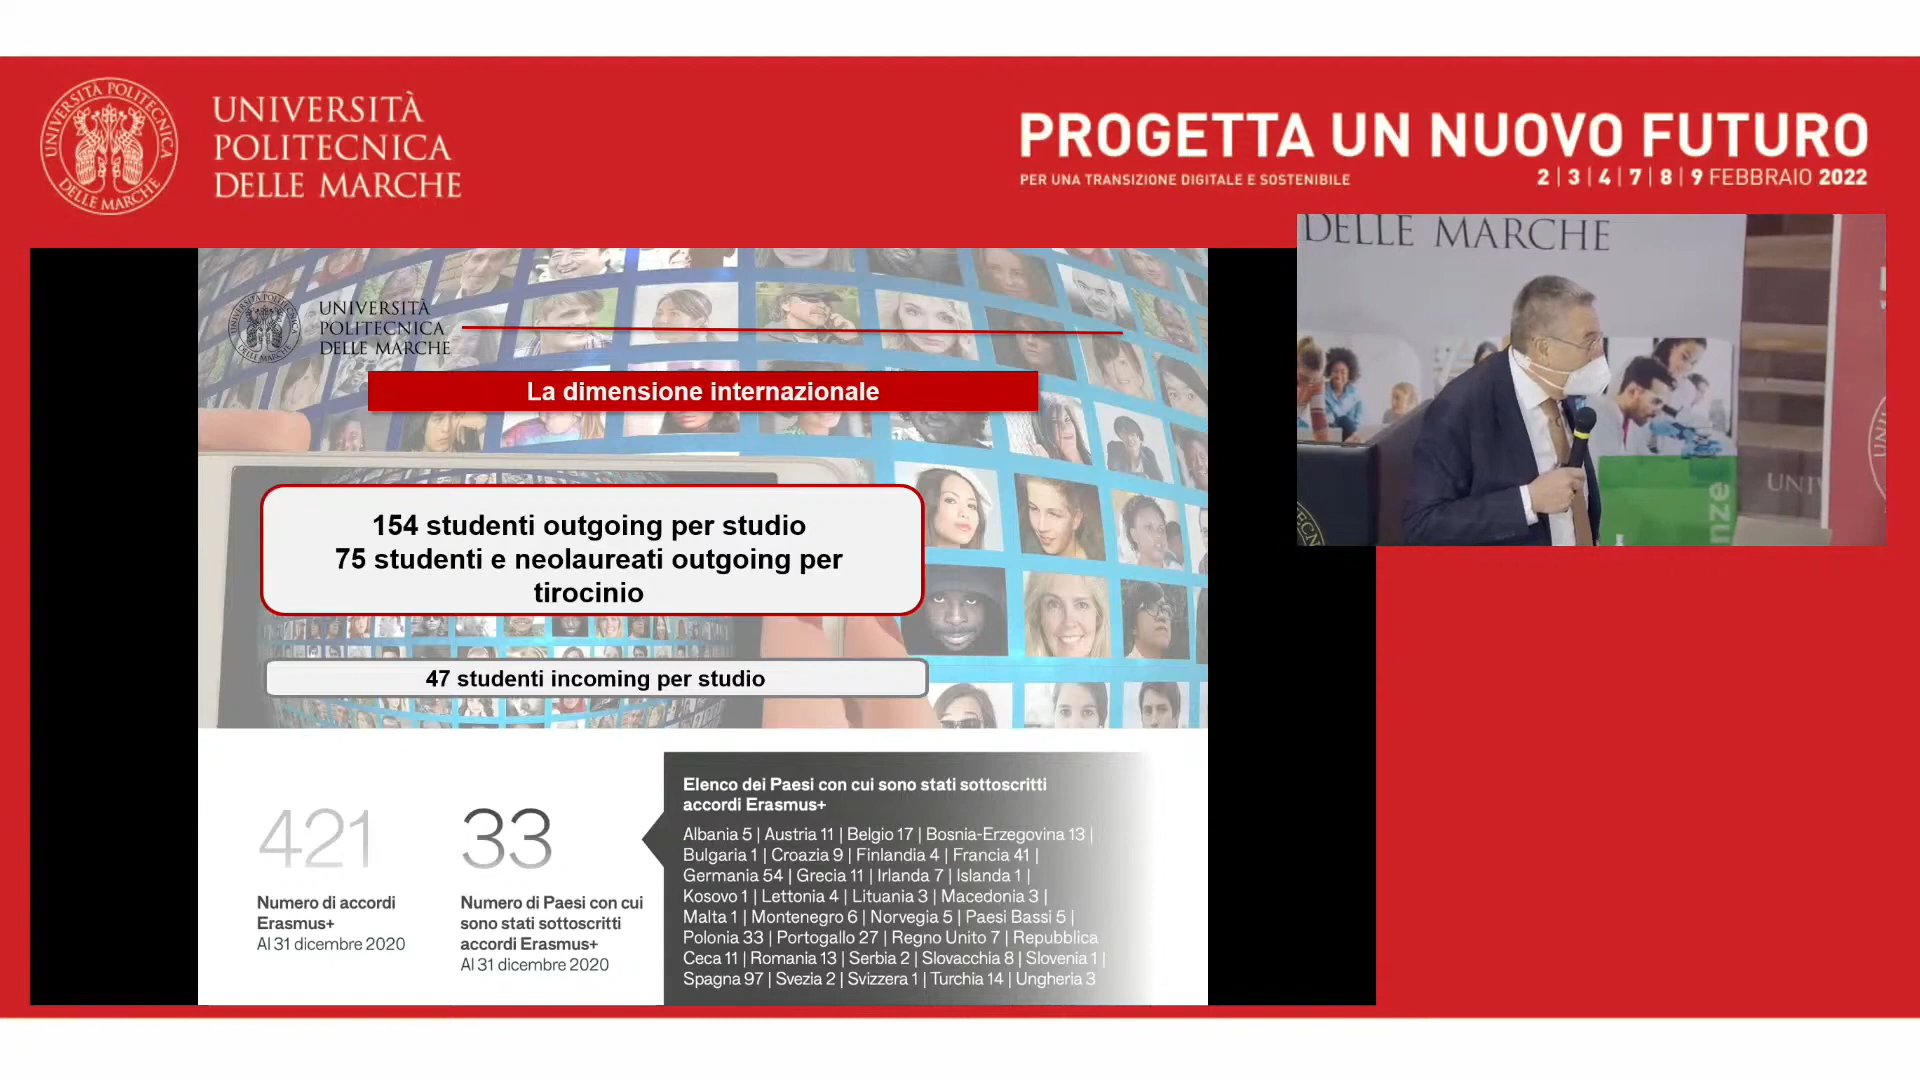 UNIVERSITÀ
POLITECNICA
DELLE MARCHE
UNIVERSITÀ POLITECNICA
DELLE MARCHE
PROGETTA UN NUOVO FUTURO
PER UNA TRANSIZIONE DIGITALE E SOSTENIBILE
2 | 3 | 4 | 7 | 8 | 9 FEBBRAIO 2022
DELLE MARCHE
UNIVERSITÀ
POLITECNICA
DELLE MARCHE
La dimensione internazionale
154 studenti outgoing per studio
75 studenti e neolaureati outgoing per
tirocinio
47 studenti incoming per studio
421
Numero di accordi
Erasmus+
Al 31 dicembre 2020
33
Numero di Paesi con cui
sono stati sottoscritti
accordi Erasmus+
Al 31 dicembre 2020
Elenco dei Paesi con cui sono stati sottoscritti
accordi Erasmus+
Albania 5 | Austria 11 | Belgio 17 | Bosnia-Erzegovina 13 |
Bulgaria 1 | Croazia 9 | Finlandia 4 | Francia 41 |
Germania 54 | Grecia 11 | Irlanda 7 | Islanda 1 |
Kosovo 1 | Lettonia 4 | Lituania 3 | Macedonia 3 |
Malta 1 | Montenegro 6 | Norvegia 5 | Paesi Bassi 5 |
Polonia 33 | Portogallo 27 | Regno Unito 7 | Repubblica
Ceca 11 | Romania 13 | Serbia 2 | Slovacchia 8 | Slovenia 1 |
Spagna 97 | Svezia 2 | Svizzera 1 | Turchia 14 | Ungheria 3